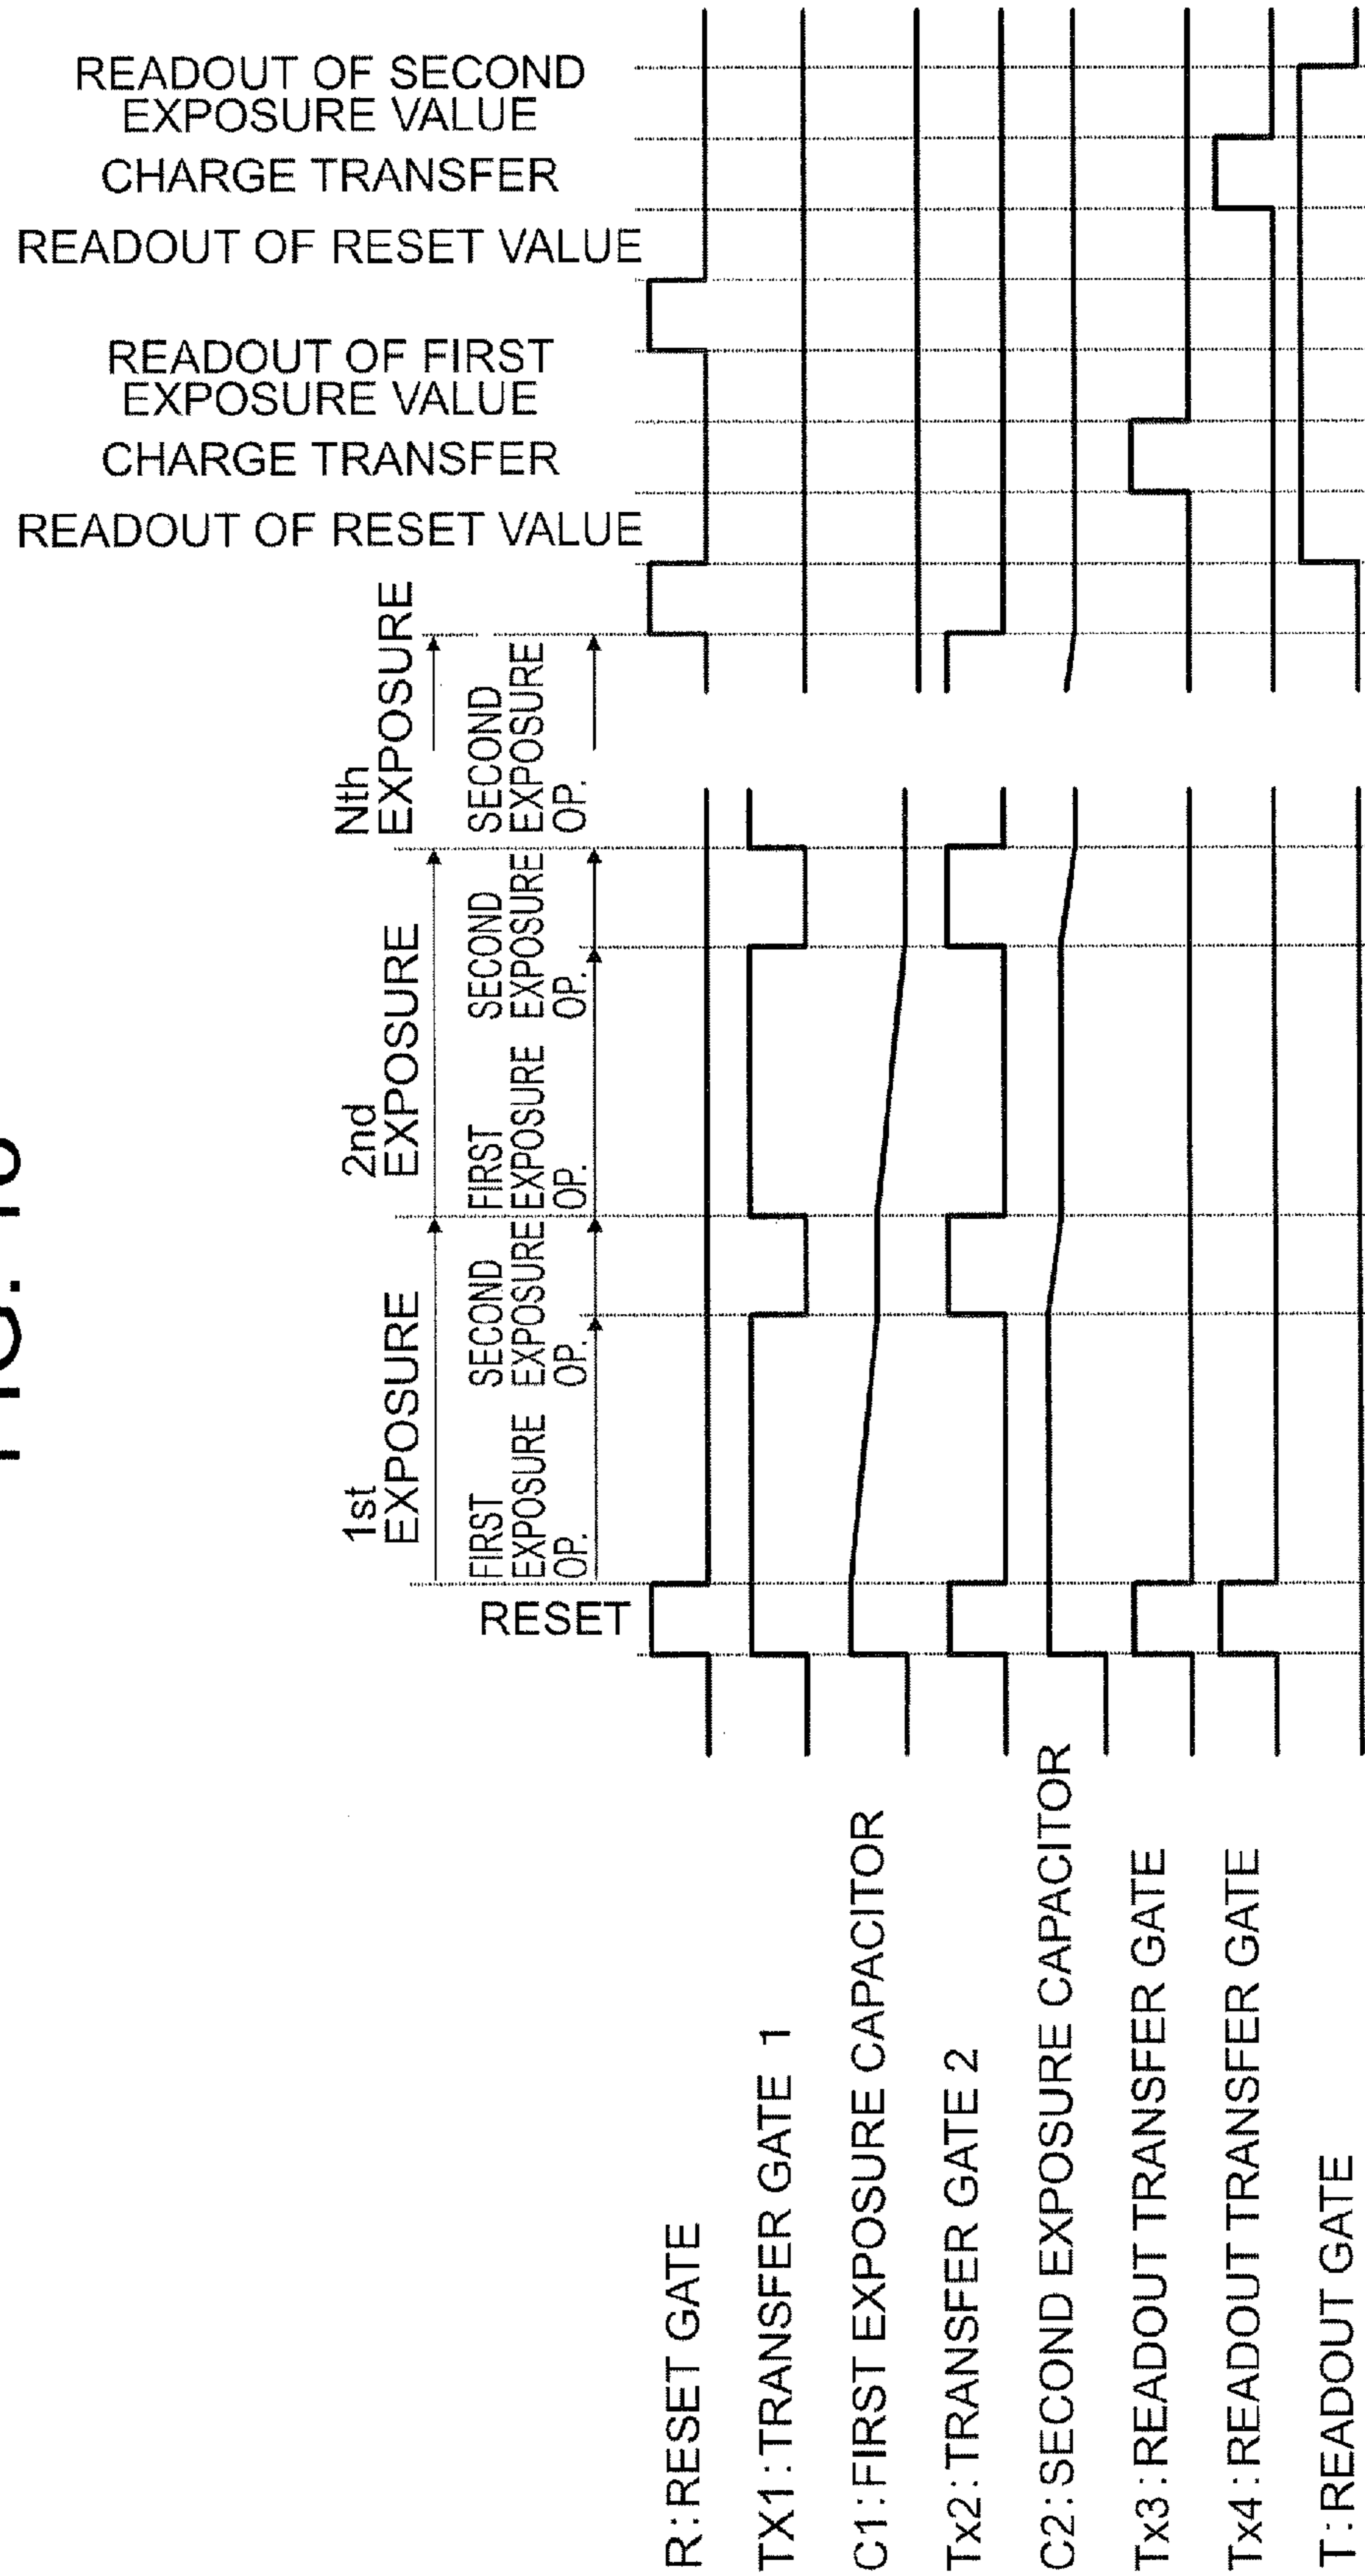 FIG.
1st
EXPOSURE
2nd
EXPOSURE
Nth
EXPOSURE
FIRST
EXPOSURE
OP.
SECOND
EXPOSURE
OP.
FIRST
EXPOSURE
OP.
SECOND
EXPOSURE
OP.
SECOND
EXPOSURE
OP.
RESET
READOUT OF RESET VALUE
CHARGE TRANSFER
READOUT OF FIRST
EXPOSURE VALUE
READOUT OF RESET VALUE
CHARGE TRANSFER
READOUT OF SECOND
EXPOSURE VALUE
R:RESET GATE
TX1:TRANSFER GATE 1
C1:FIRST EXPOSURE CAPACITOR
Tx2:TRANSFER GATE 2
C2:SECOND EXPOSURE CAPACITOR
Tx3:READOUT TRANSFER GATE
Tx4:READOUT TRANSFER GATE
T:READOUT GATE